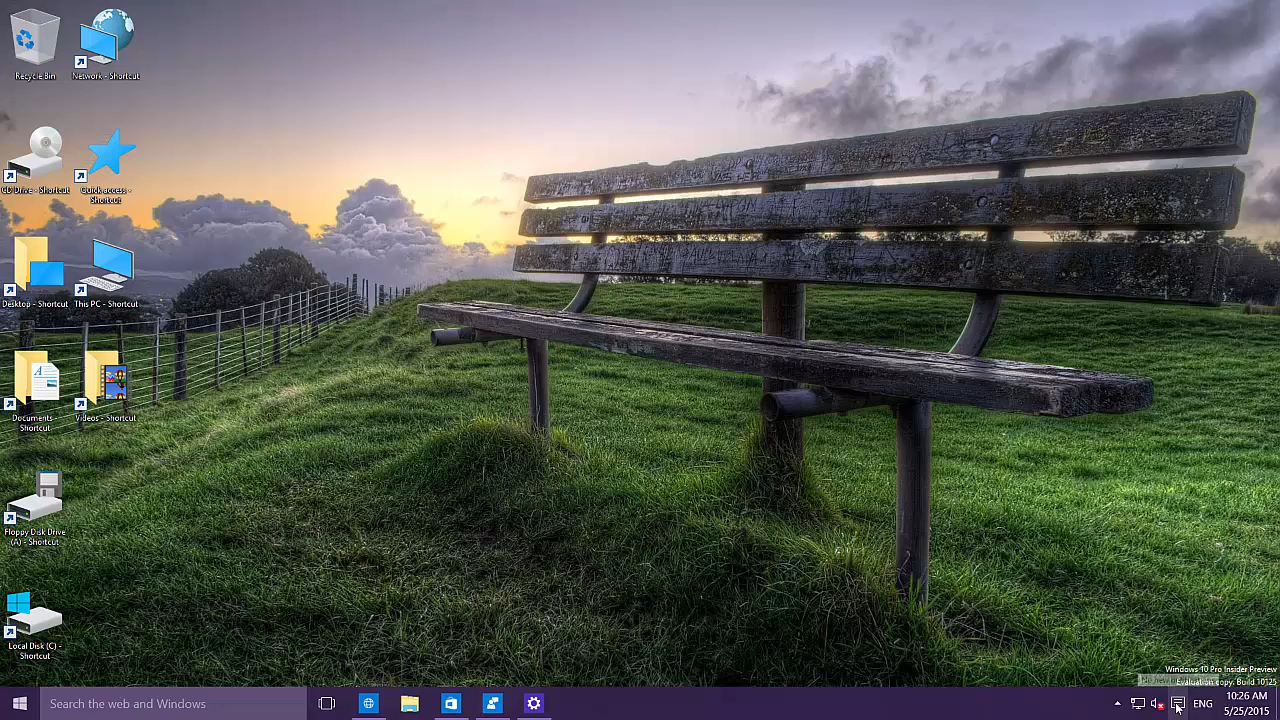 Recycle Bin
Network - Shortcut
CD Drive - Shortcut
Quick access -
Shortcut
Desktop - Shortcut
This PC - Shortcut
Documents -
Shortcut
Videos - Shortcut
Floppy Disk Drive
(A) - Shortcut
Local Disk (C) -
Shortcut
Windows 10 Pro Insider Preview
Evaluation copy. Build 10125
Search the web and Windows
ENG
10:26 AM
5/25/2015